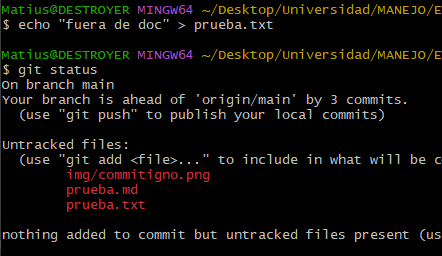 Matius@DESTROYER MINGW64 ~/Desktop/Universidad/MANEJO/E
$ echo "fuera de doc" > prueba.txt
Matius@DESTROYER MINGW64 ~/Desktop/Universidad/MANEJO/E
$ git status
On branch main
Your branch is ahead of 'origin/main' by 3 commits.
  (use "git push" to publish your local commits)
Untracked files:
  (use "git add <file>..." to include in what will be c
        img/commitigno.png
        prueba.md
        prueba.txt
nothing added to commit but untracked files present (us